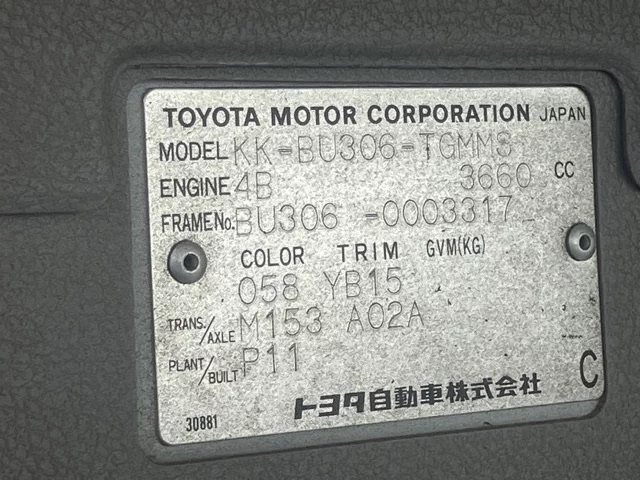 TOYOTA MOTOR CORPORATION JAPAN
MODEL KK-BU306-TGMMS
ENGINE 4B 3660 CC
FRAME No. BU306 -0003317
COLOR TRIM GVM(KG)
058 YB15
TRANS./AXLE M153 A02A
PLANT/BUILT P11
トヨタ自動車株式会社 C
30881